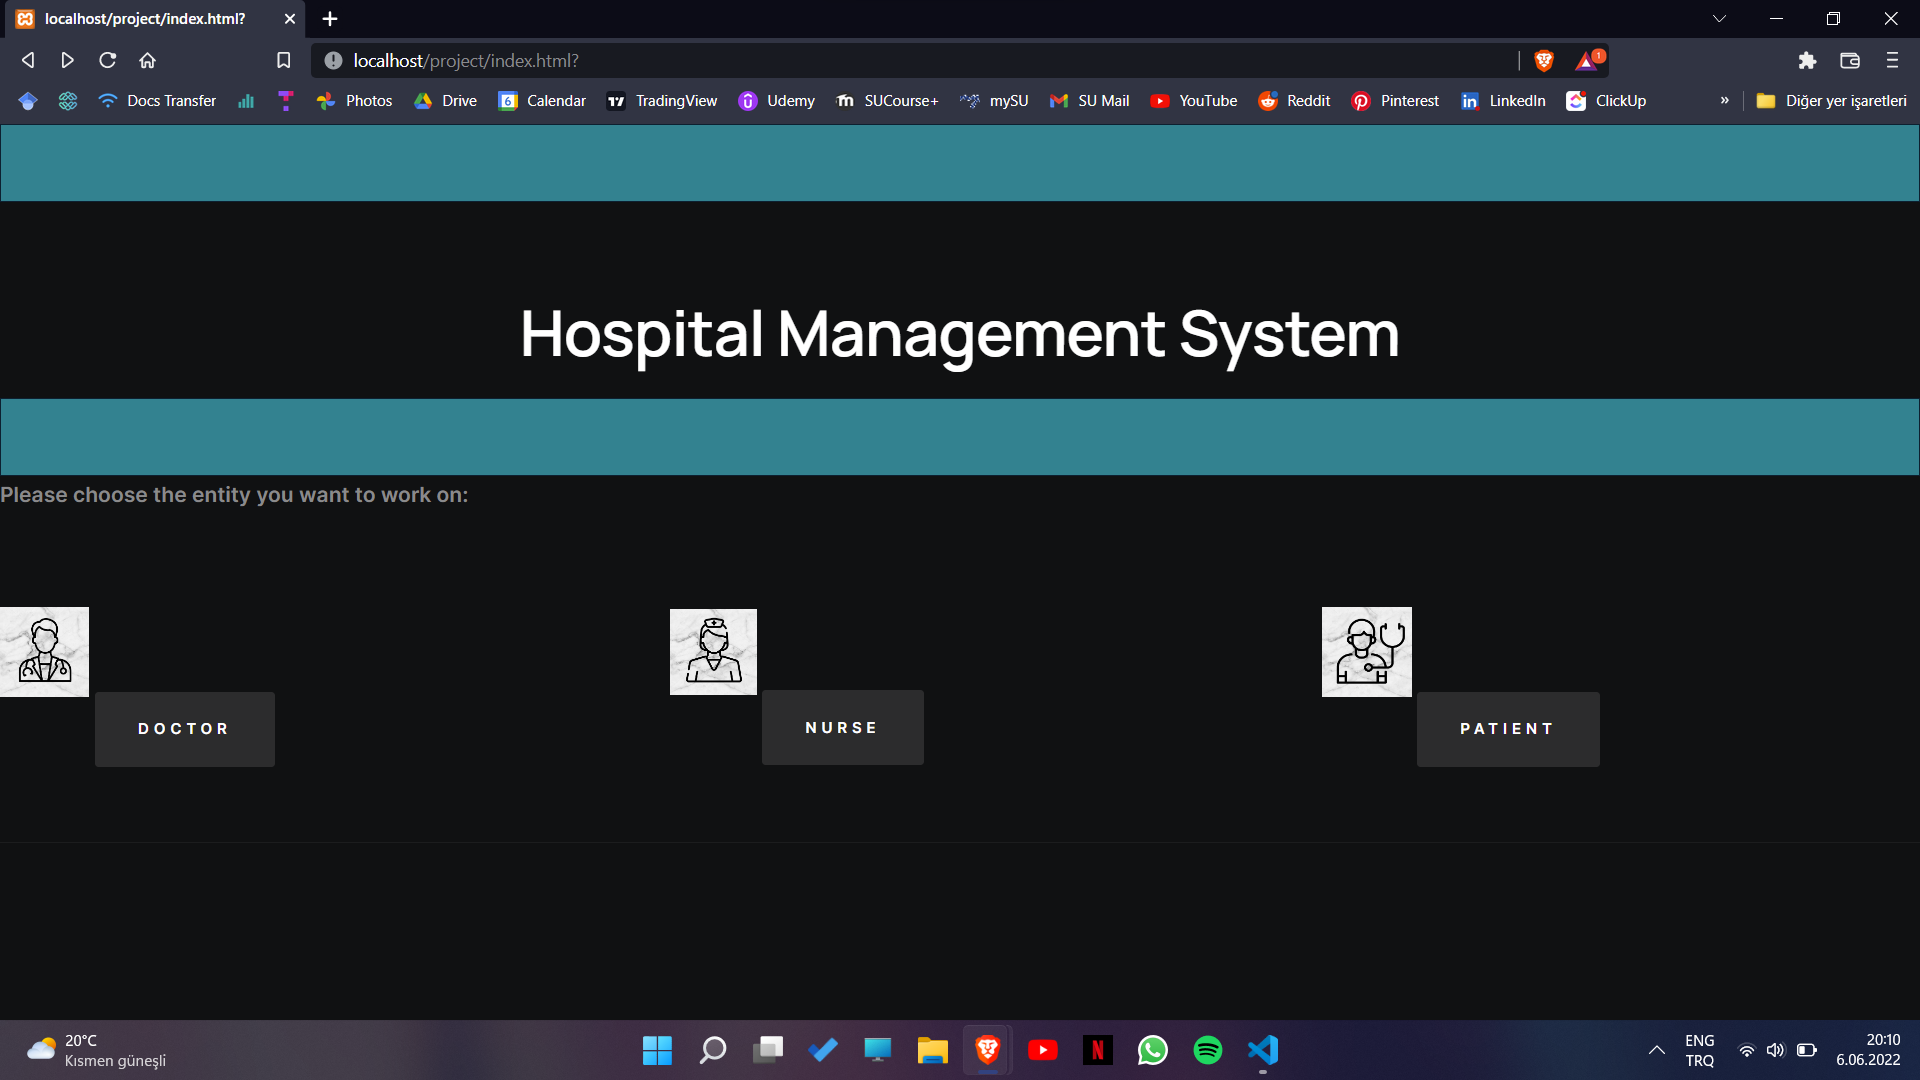 localhost/project/index.html?
localhost/project/index.html?
1
Docs Transfer Photos Drive 6 Calendar TradingView Udemy SUCourse+ mySU SU Mail YouTube Reddit Pinterest LinkedIn ClickUp » Diğer yer işaretleri
Hospital Management System
Please choose the entity you want to work on:
DOCTOR NURSE PATIENT
20°C
Kısmen güneşli
ENG
TRQ
20:10
6.06.2022